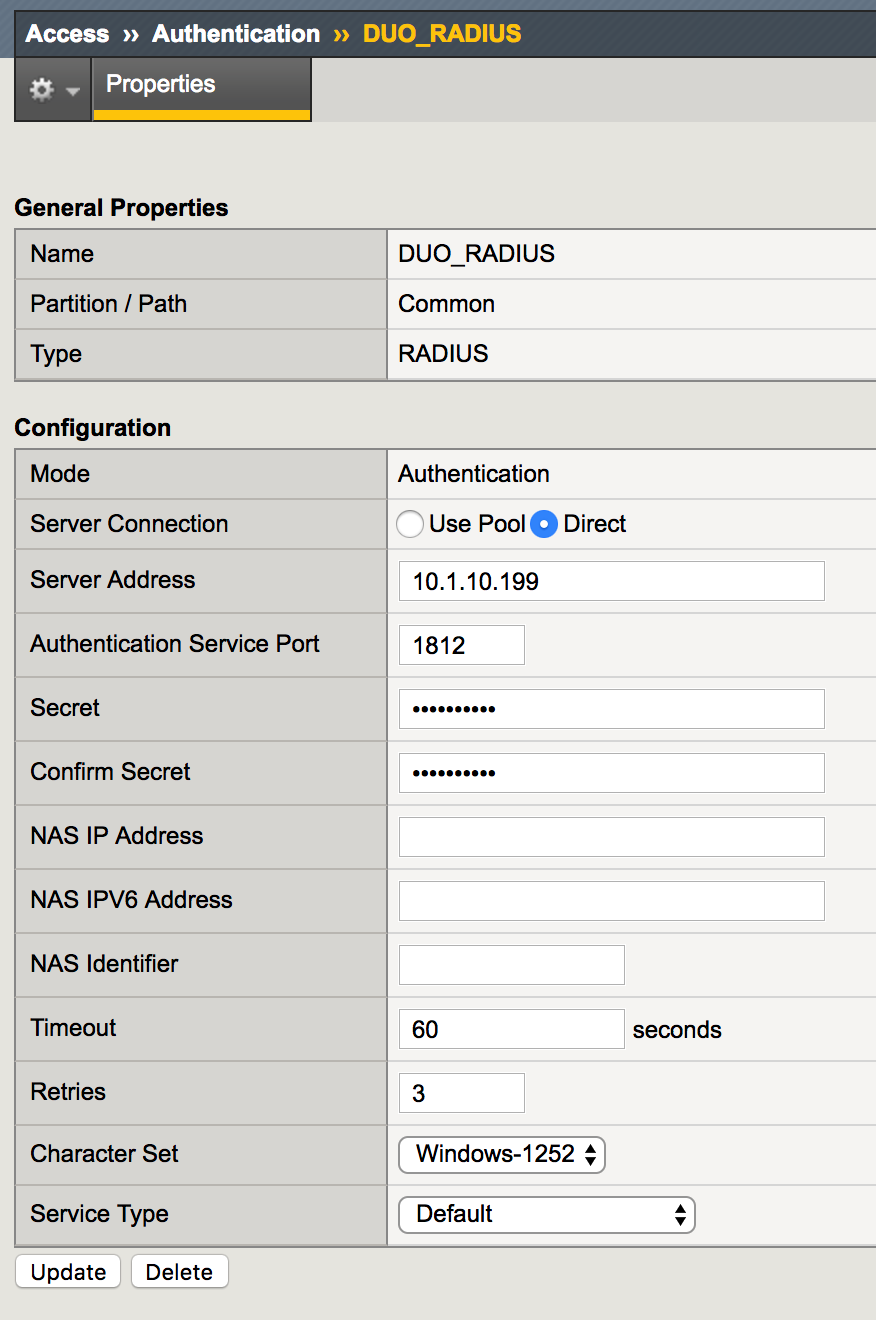 Access ›› Authentication ›› DUO_RADIUS
Properties
General Properties
Name DUO_RADIUS
Partition / Path Common
Type RADIUS
Configuration
Mode Authentication
Server Connection Use Pool Direct
Server Address 10.1.10.199
Authentication Service Port 1812
Secret ••••••••••
Confirm Secret ••••••••••
NAS IP Address
NAS IPV6 Address
NAS Identifier
Timeout 60 seconds
Retries 3
Character Set Windows-1252
Service Type Default
Update Delete